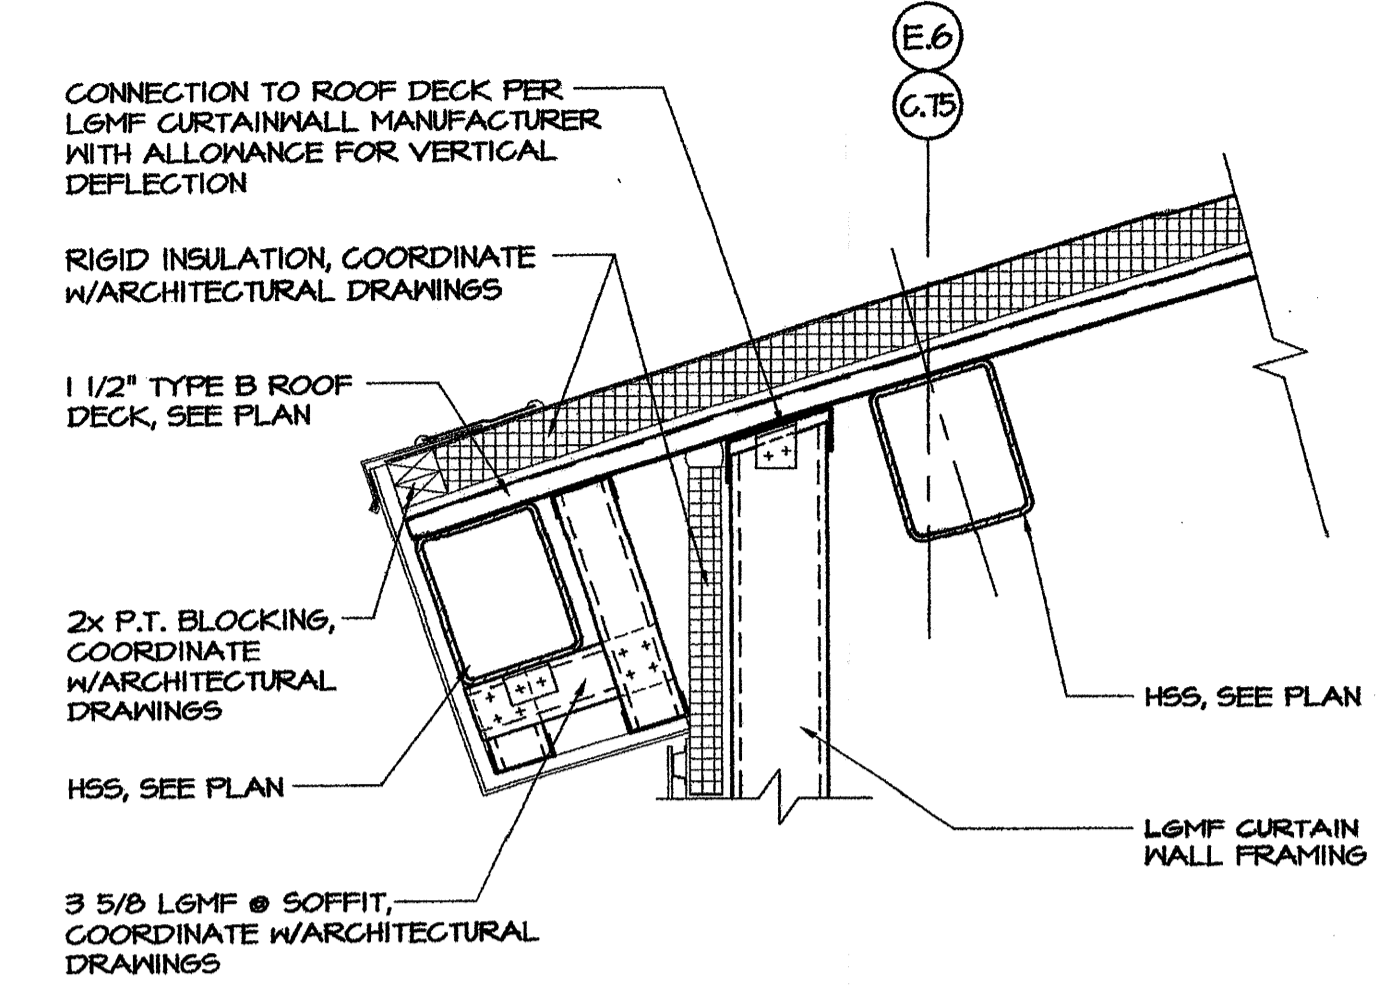 E.6
C.75
CONNECTION TO ROOF DECK PER
LGMF CURTAINWALL MANUFACTURER
WITH ALLOWANCE FOR VERTICAL
DEFLECTION
RIGID INSULATION, COORDINATE
W/ARCHITECTURAL DRAWINGS
1 1/2" TYPE B ROOF
DECK, SEE PLAN
2x P.T. BLOCKING,
COORDINATE
W/ARCHITECTURAL
DRAWINGS
HSS, SEE PLAN
HSS, SEE PLAN
LGMF CURTAIN
WALL FRAMING
3 5/8 LGMF @ SOFFIT,
COORDINATE W/ARCHITECTURAL
DRAWINGS